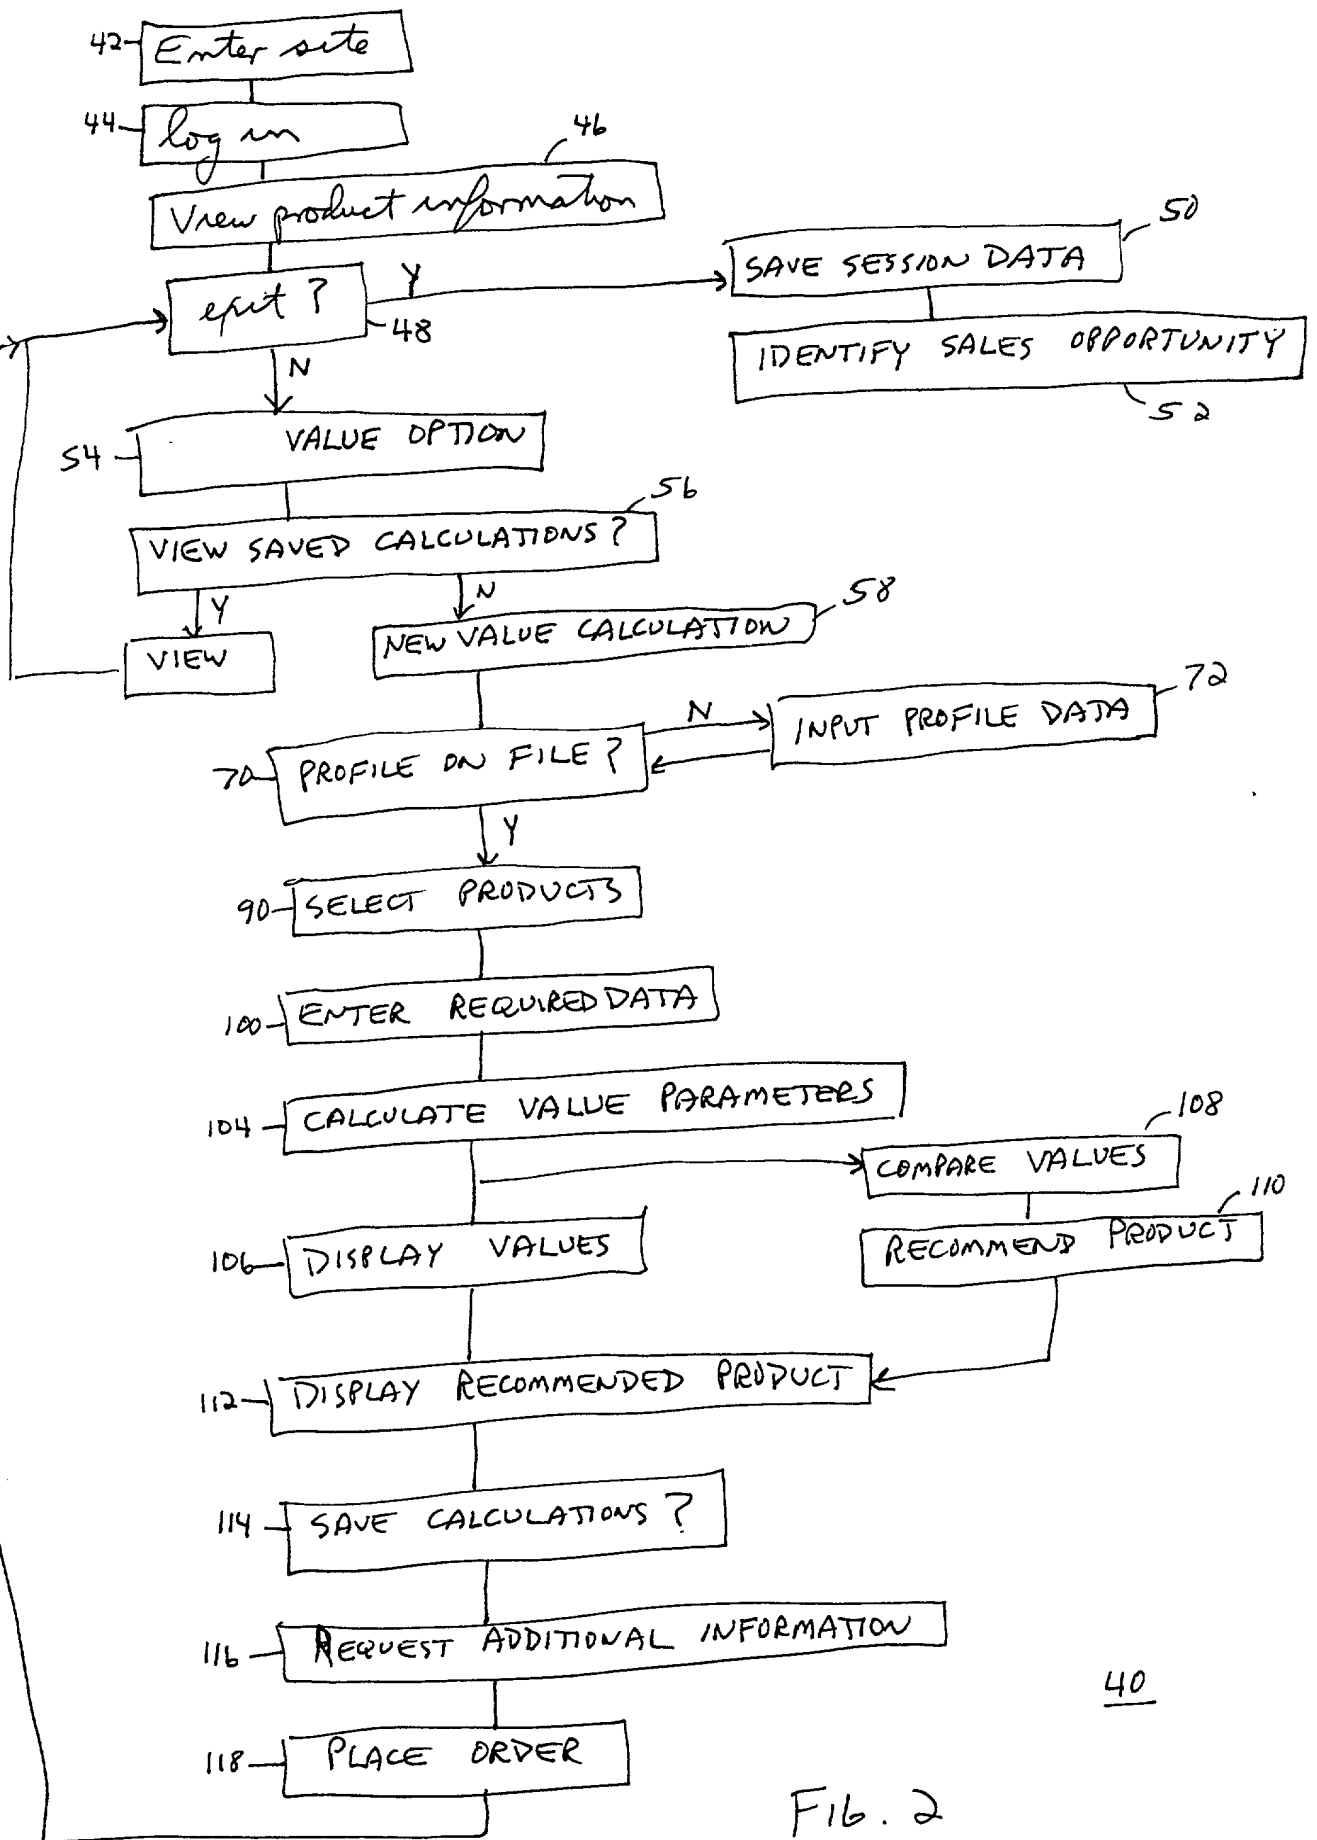 42 Enter site
44 log in
46
View product information
50
exit ? Y SAVE SESSION DATA
48
N IDENTIFY SALES OPPORTUNITY
52
54 VALUE OPTION
56
VIEW SAVED CALCULATIONS ?
Y N 58
VIEW NEW VALUE CALCULATION
72
N INPUT PROFILE DATA
70 PROFILE ON FILE ?
Y
90 SELECT PRODUCTS
100 ENTER REQUIRED DATA
104 CALCULATE VALUE PARAMETERS
108
COMPARE VALUES
110
106 DISPLAY VALUES RECOMMEND PRODUCT
112 DISPLAY RECOMMENDED PRODUCT
114 SAVE CALCULATIONS ?
116 REQUEST ADDITIONAL INFORMATION
40
118 PLACE ORDER
FIG. 2